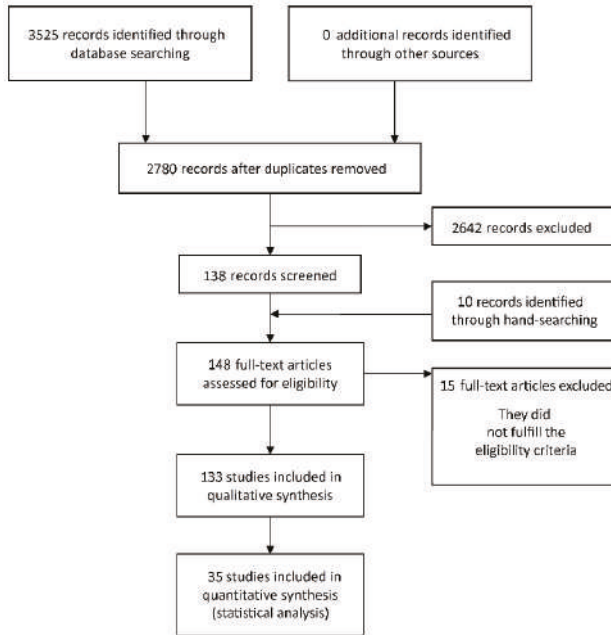 3525 records identified through
database searching
0 additional records identified
through other sources
2780 records after duplicates removed
2642 records excluded
138 records screened
10 records identified
through hand-searching
148 full-text articles
assessed for eligibility
15 full-text articles excluded
They did
not fulfill the
eligibility criteria
133 studies included in
qualitative synthesis
35 studies included in
quantitative synthesis
(statistical analysis)